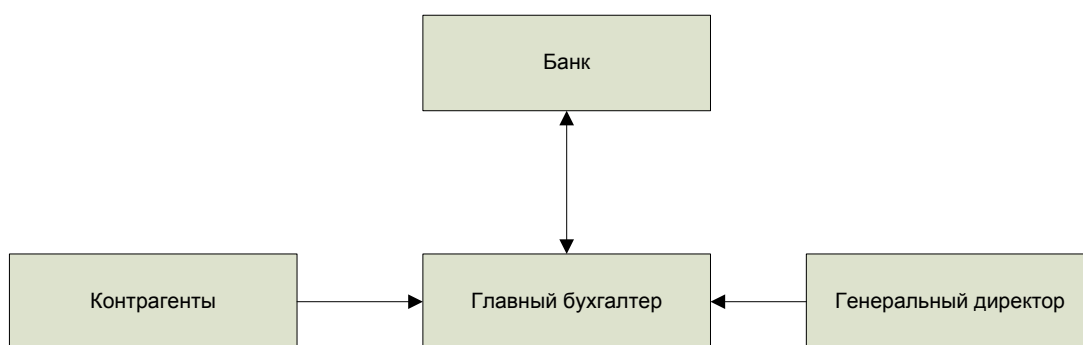 Банк
Контрагенты
Главный бухгалтер
Генеральный директор